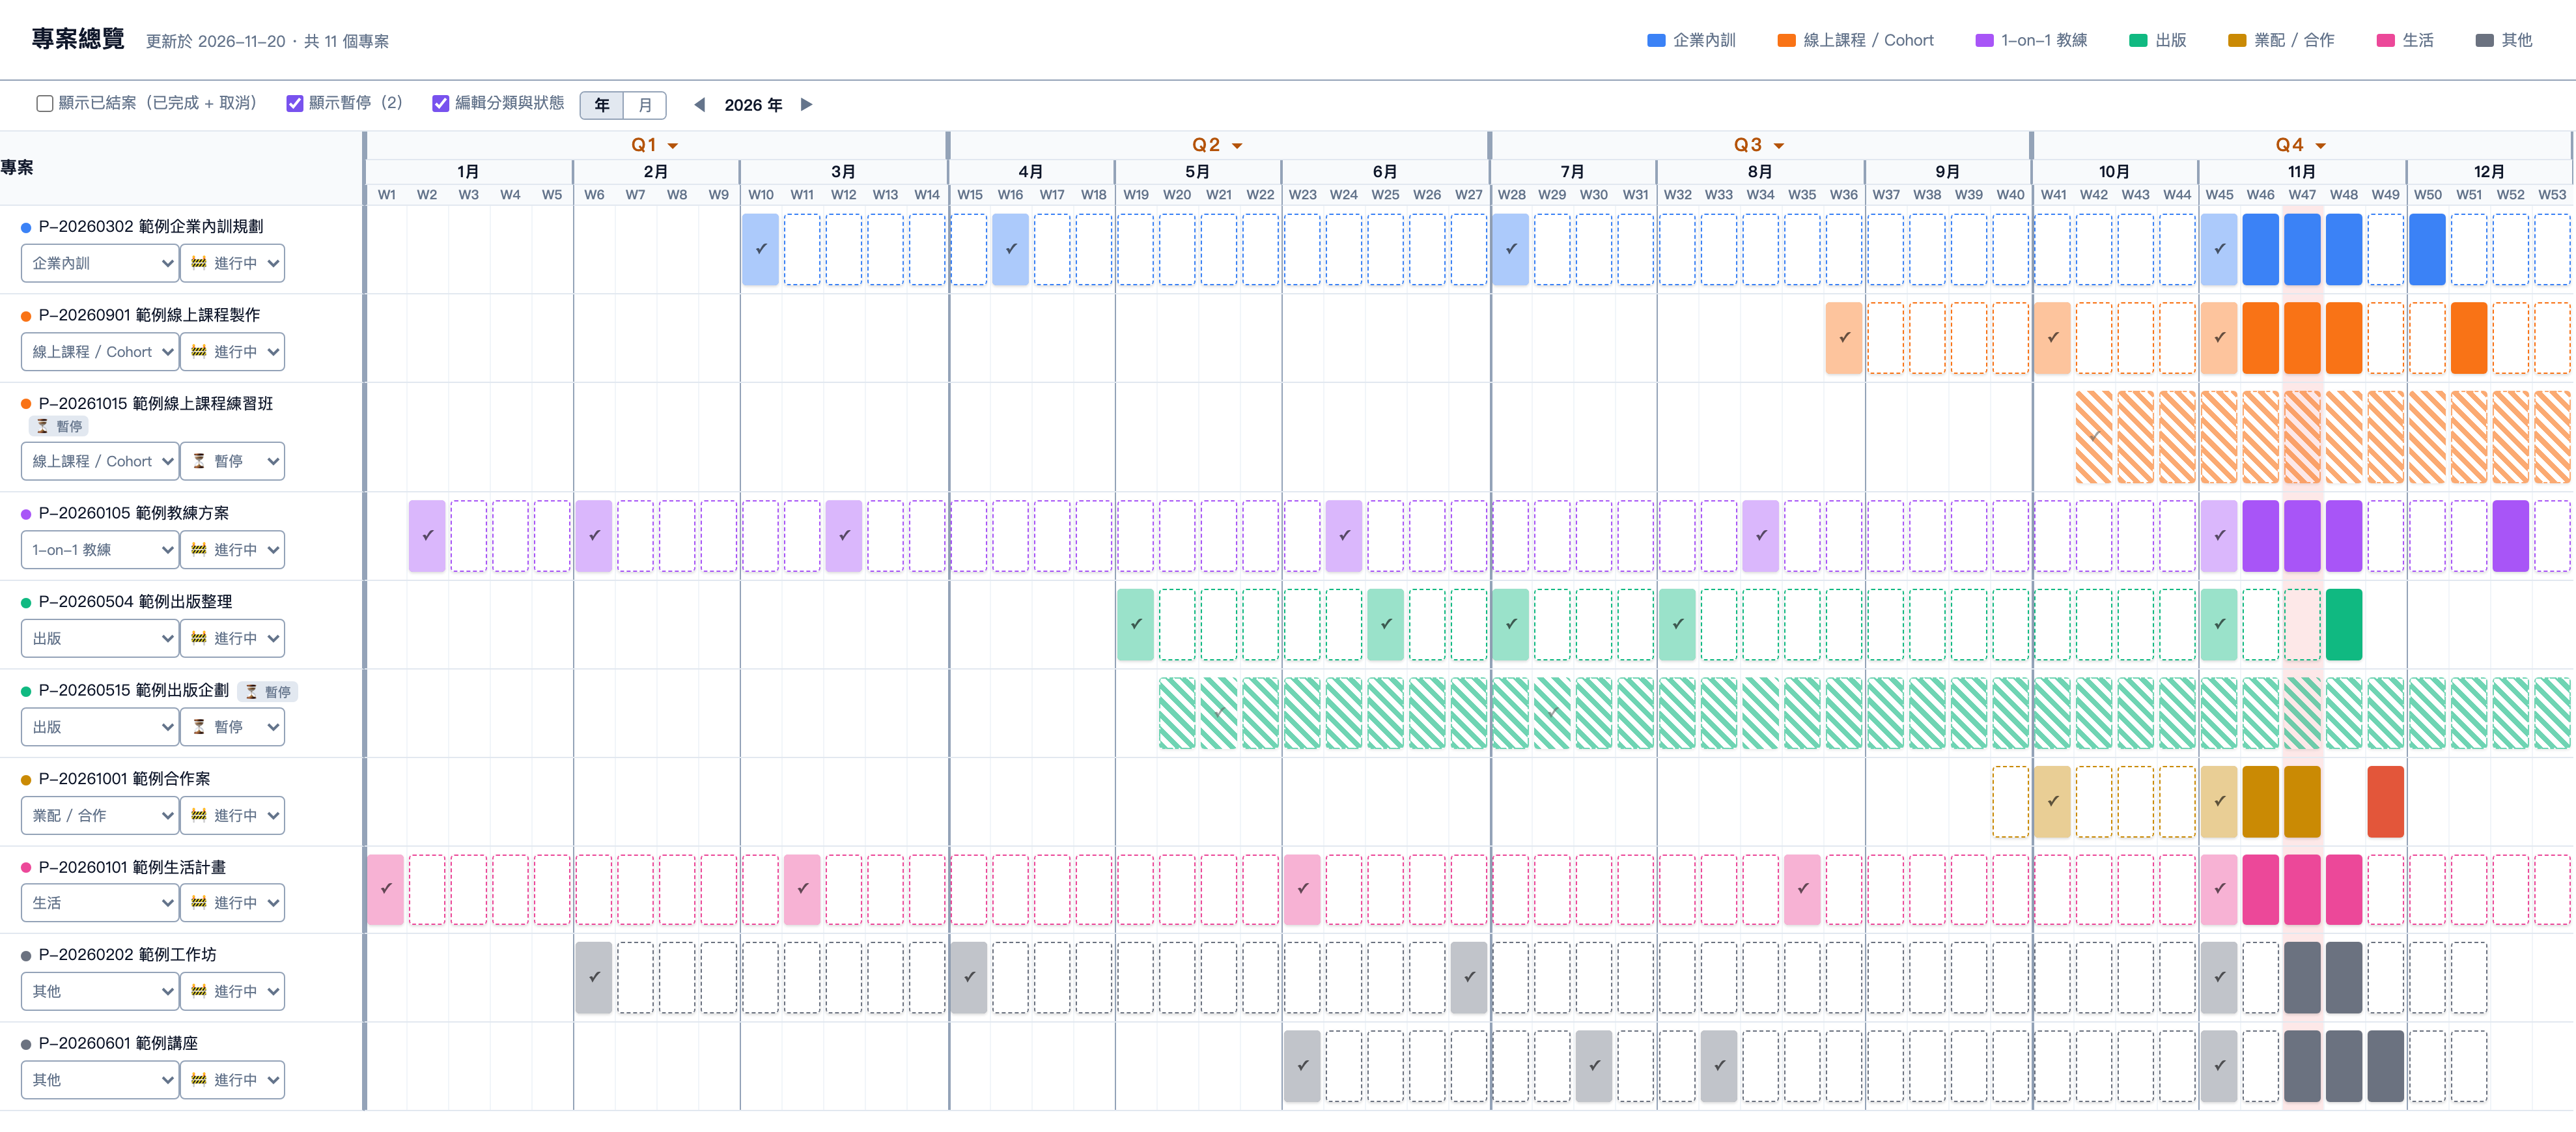 專案總覽 更新於 2026-11-20 · 共 11 個專案
企業內訓 線上課程 / Cohort 1-on-1 教練 出版 業配 / 合作 生活 其他
顯示已結案（已完成 + 取消） 顯示暫停（2） 編輯分類與狀態 年 月 ◀ 2026 年 ▶
專案
Q1 Q2 Q3 Q4
1月 2月 3月 4月 5月 6月 7月 8月 9月 10月 11月 12月
W1 W2 W3 W4 W5 W6 W7 W8 W9 W10 W11 W12 W13 W14 W15 W16 W17 W18 W19 W20 W21 W22 W23 W24 W25 W26 W27 W28 W29 W30 W31 W32 W33 W34 W35 W36 W37 W38 W39 W40 W41 W42 W43 W44 W45 W46 W47 W48 W49 W50 W51 W52 W53
P-20260302 範例企業內訓規劃
企業內訓 進行中
P-20260901 範例線上課程製作
線上課程 / Cohort 進行中
P-20261015 範例線上課程練習班
暫停
線上課程 / Cohort 暫停
P-20260105 範例教練方案
1-on-1 教練 進行中
P-20260504 範例出版整理
出版 進行中
P-20260515 範例出版企劃 暫停
出版 暫停
P-20261001 範例合作案
業配 / 合作 進行中
P-20260101 範例生活計畫
生活 進行中
P-20260202 範例工作坊
其他 進行中
P-20260601 範例講座
其他 進行中